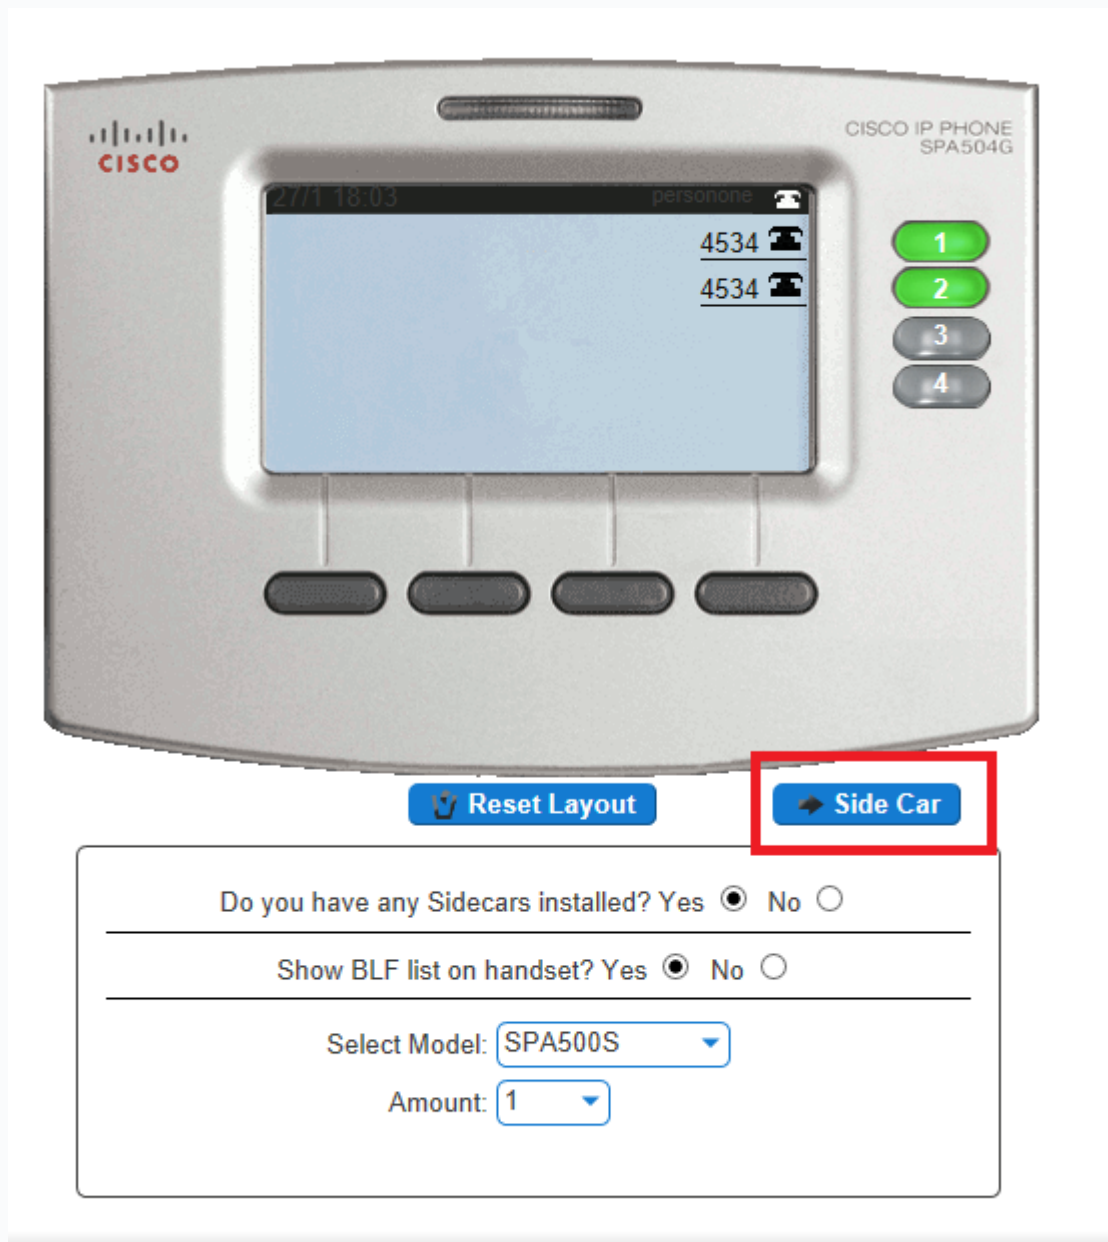 CISCO
CISCO IP PHONE
SPA504G
27/1 18:03 personone
4534
4534
1
2
3
4
Reset Layout
Side Car
Do you have any Sidecars installed? Yes No
Show BLF list on handset? Yes No
Select Model: SPA500S
Amount: 1